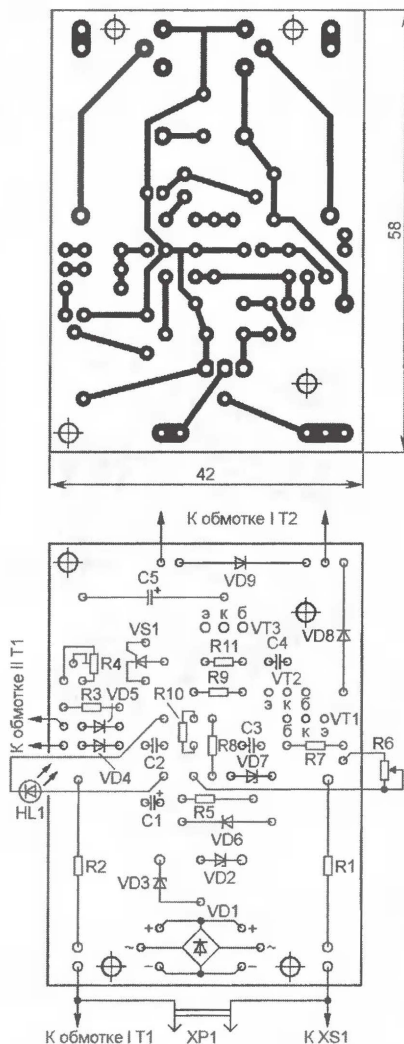 58
42
К обмотке I T2
VD9
C5
+
э к б
VS1
VT3
VD8
R4
R11
C4
К обмотке II T1
R3
VD5
R10
R9
VT2
э к б
б к э
VT1
C2
R8
C3
R7
R6
VD4
VD7
HL1
+
C1
R5
VD6
R2
VD3
VD2
R1
VD1
+ +
~ ~
− −
К обмотке I T1
XP1
К XS1